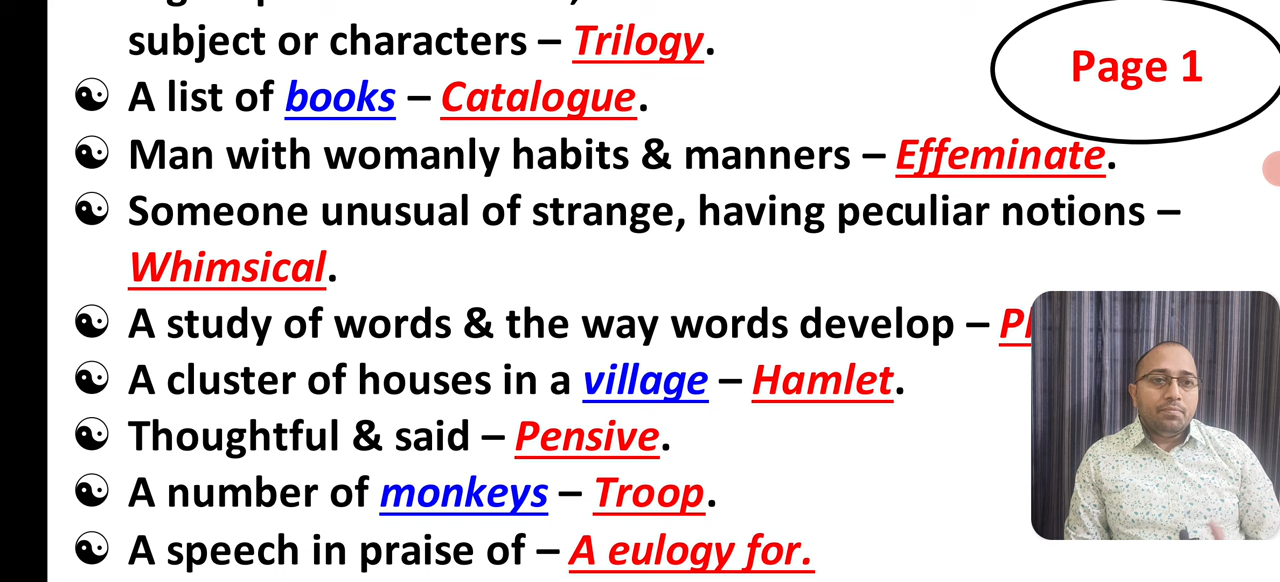 subject or characters – Trilogy.
Page 1
☯ A list of books – Catalogue.
☯ Man with womanly habits & manners – Effeminate.
☯ Someone unusual of strange, having peculiar notions –
Whimsical.
☯ A study of words & the way words develop –
☯ A cluster of houses in a village – Hamlet.
☯ Thoughtful & said – Pensive.
☯ A number of monkeys – Troop.
☯ A speech in praise of – A eulogy for.